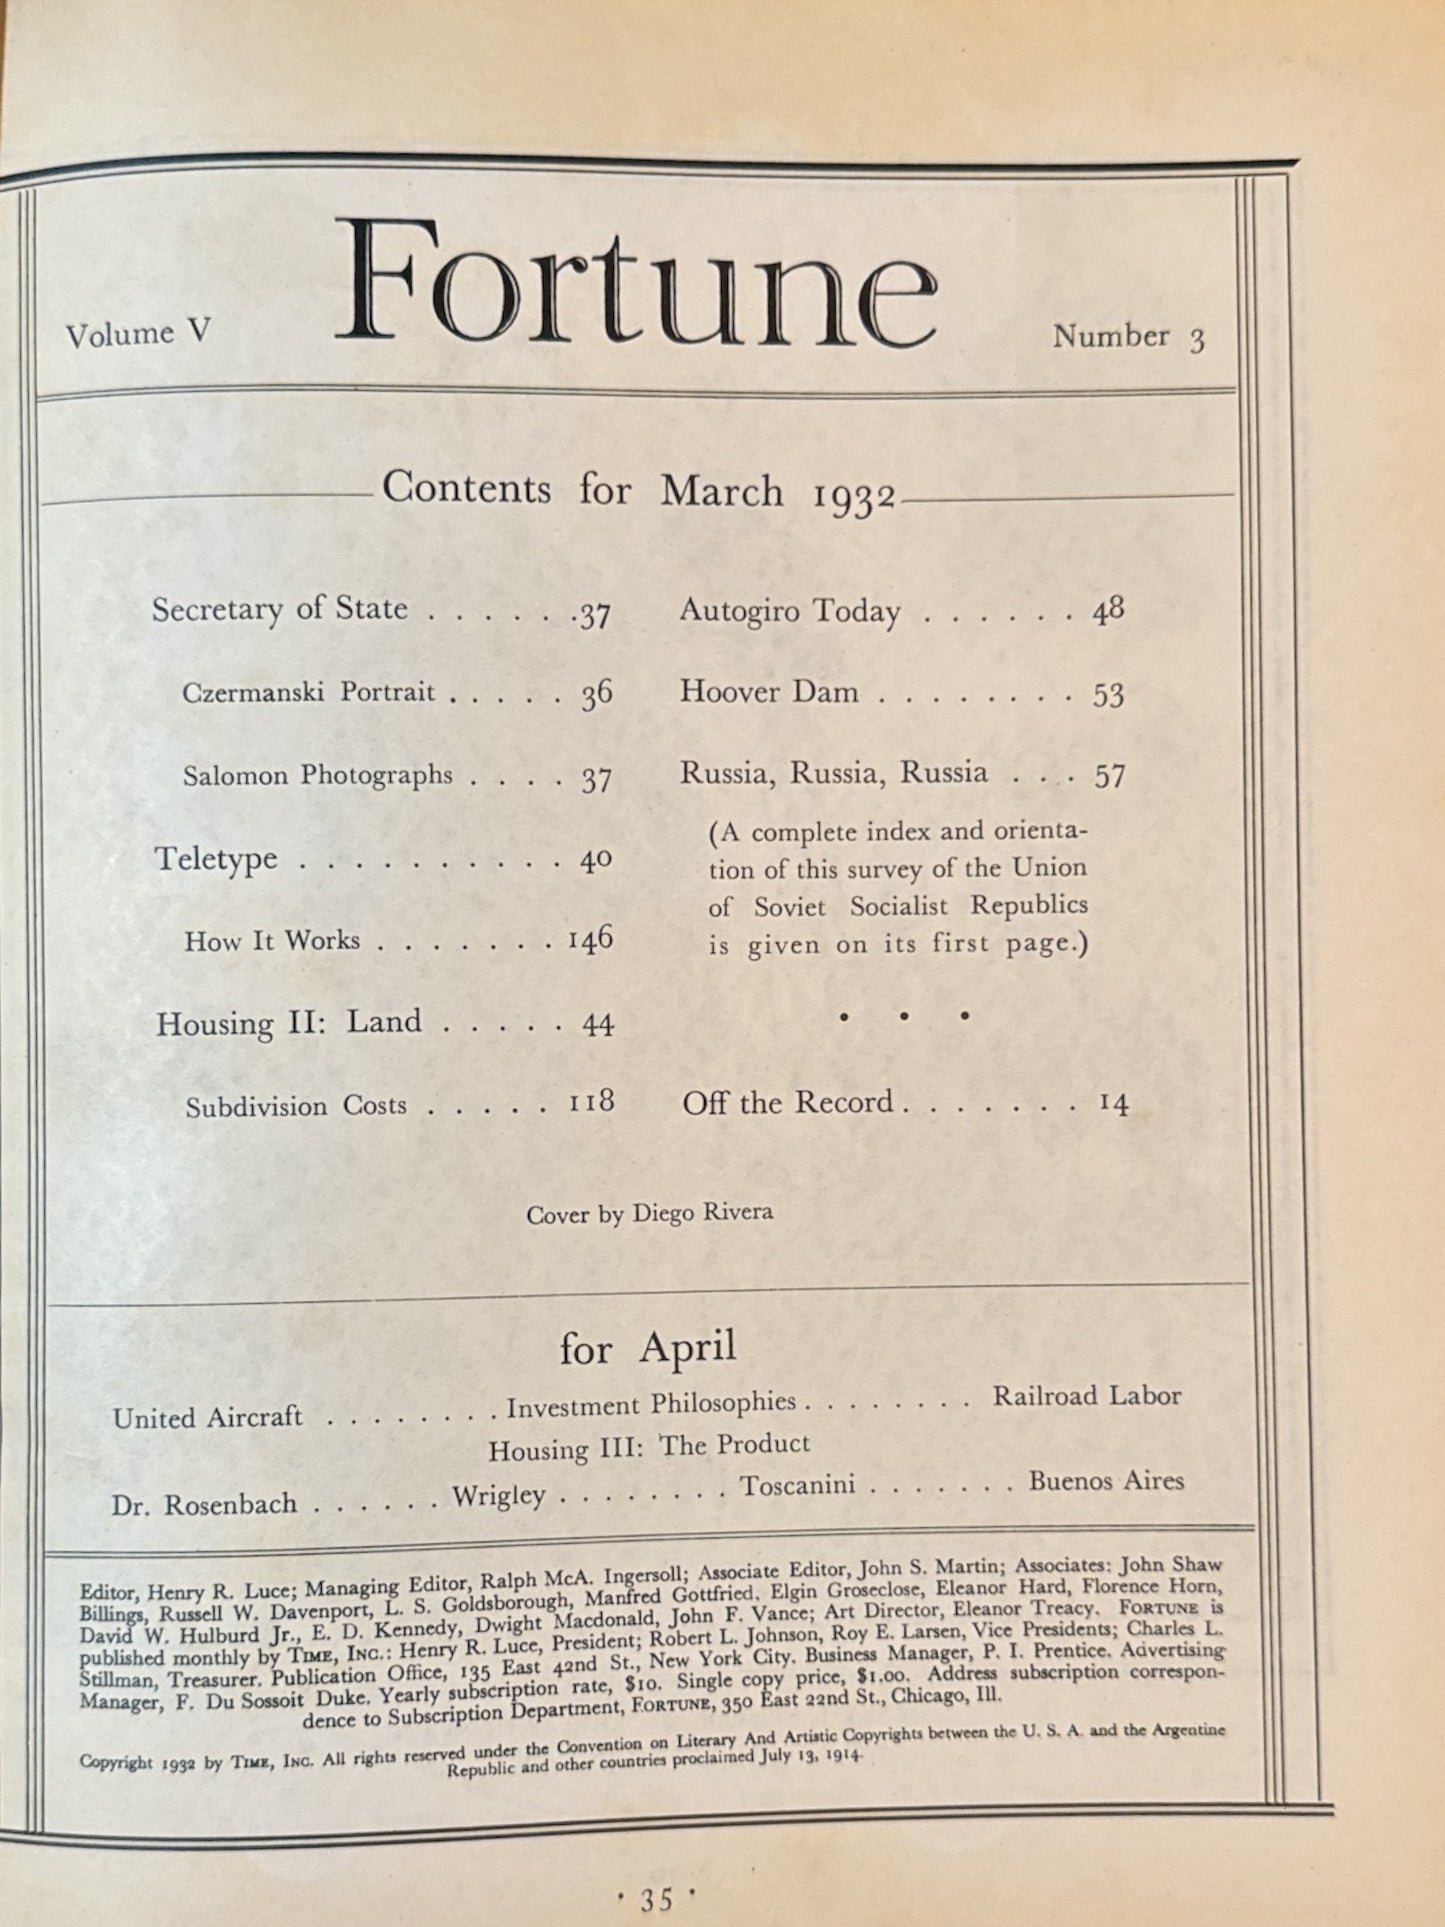 Fortune
Volume V
Number 3
Contents for March 1932
Secretary of State . . . . . . .37
Czermanski Portrait . . . . . 36
Salomon Photographs . . . . 37
Teletype . . . . . . . . . . 40
How It Works . . . . . . . 146
Housing II: Land . . . . . 44
Subdivision Costs . . . . . 118
Autogiro Today . . . . . . 48
Hoover Dam . . . . . . . . 53
Russia, Russia, Russia . . . 57
(A complete index and orienta-
tion of this survey of the Union
of Soviet Socialist Republics
is given on its first page.)
• • •
Off the Record . . . . . . . 14
Cover by Diego Rivera
for April
United Aircraft . . . . . . . . Investment Philosophies . . . . . . . . Railroad Labor
Housing III: The Product
Dr. Rosenbach . . . . . . Wrigley . . . . . . . . Toscanini . . . . . . . Buenos Aires
Editor, Henry R. Luce; Managing Editor, Ralph McA. Ingersoll; Associate Editor, John S. Martin; Associates: John Shaw
Billings, Russell W. Davenport, L. S. Goldsborough, Manfred Gottfried, Elgin Groseclose, Eleanor Hard, Florence Horn,
David W. Hulburd Jr., E. D. Kennedy, Dwight Macdonald, John F. Vance; Art Director, Eleanor Treacy. FORTUNE is
published monthly by TIME, INC.: Henry R. Luce, President; Robert L. Johnson, Roy E. Larsen, Vice Presidents; Charles L.
Stillman, Treasurer. Publication Office, 135 East 42nd St., New York City. Business Manager, P. I. Prentice. Advertising
Manager, F. Du Sossoit Duke. Yearly subscription rate, $10. Single copy price, $1.00. Address subscription correspon-
dence to Subscription Department, FORTUNE, 350 East 22nd St., Chicago, Ill.
Copyright 1932 by TIME, INC. All rights reserved under the Convention on Literary And Artistic Copyrights between the U. S. A. and the Argentine
Republic and other countries proclaimed July 13, 1914.
· 35 ·